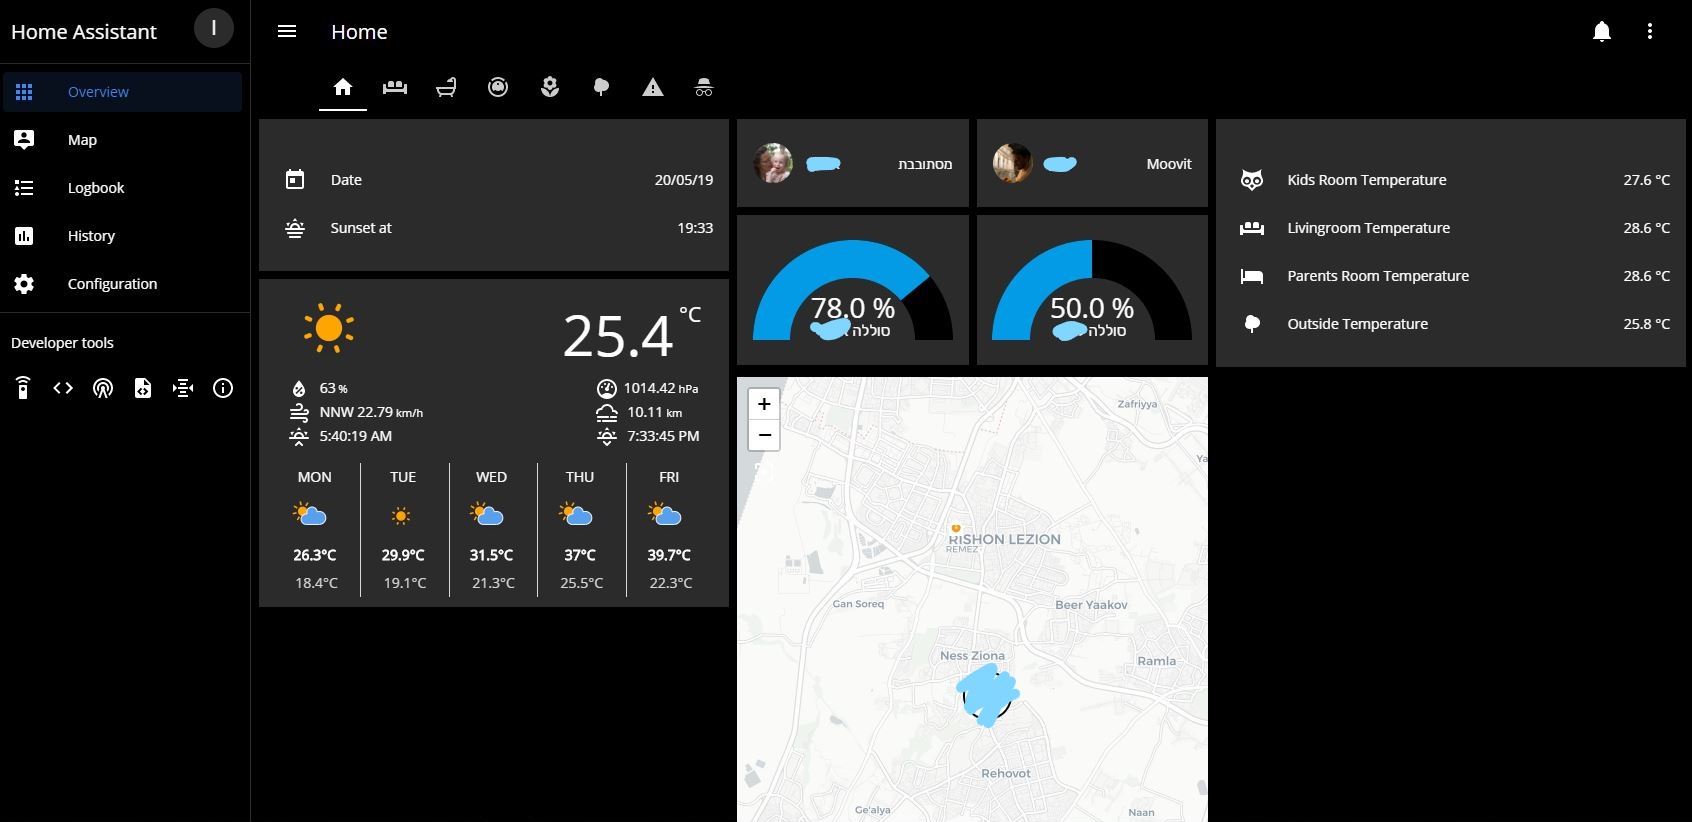 Home Assistant
I
Overview
Map
Logbook
History
Configuration
Developer tools
Home
Date 20/05/19
Sunset at 19:33
25.4 °C
63 % 1014.42 hPa
NNW 22.79 km/h 10.11 km
5:40:19 AM 7:33:45 PM
MON TUE WED THU FRI
26.3°C 29.9°C 31.5°C 37°C 39.7°C
18.4°C 19.1°C 21.3°C 25.5°C 22.3°C
מסתובבת
Moovit
78.0 %
סוללה
50.0 %
סוללה
+
−
Zafriyya
Ya
RISHON LEZION
REMEZ
Gan Soreq
Beer Yaakov
Ness Ziona
Ramla
Rehovot
Ge'alya
Naan
Kids Room Temperature 27.6 °C
Livingroom Temperature 28.6 °C
Parents Room Temperature 28.6 °C
Outside Temperature 25.8 °C